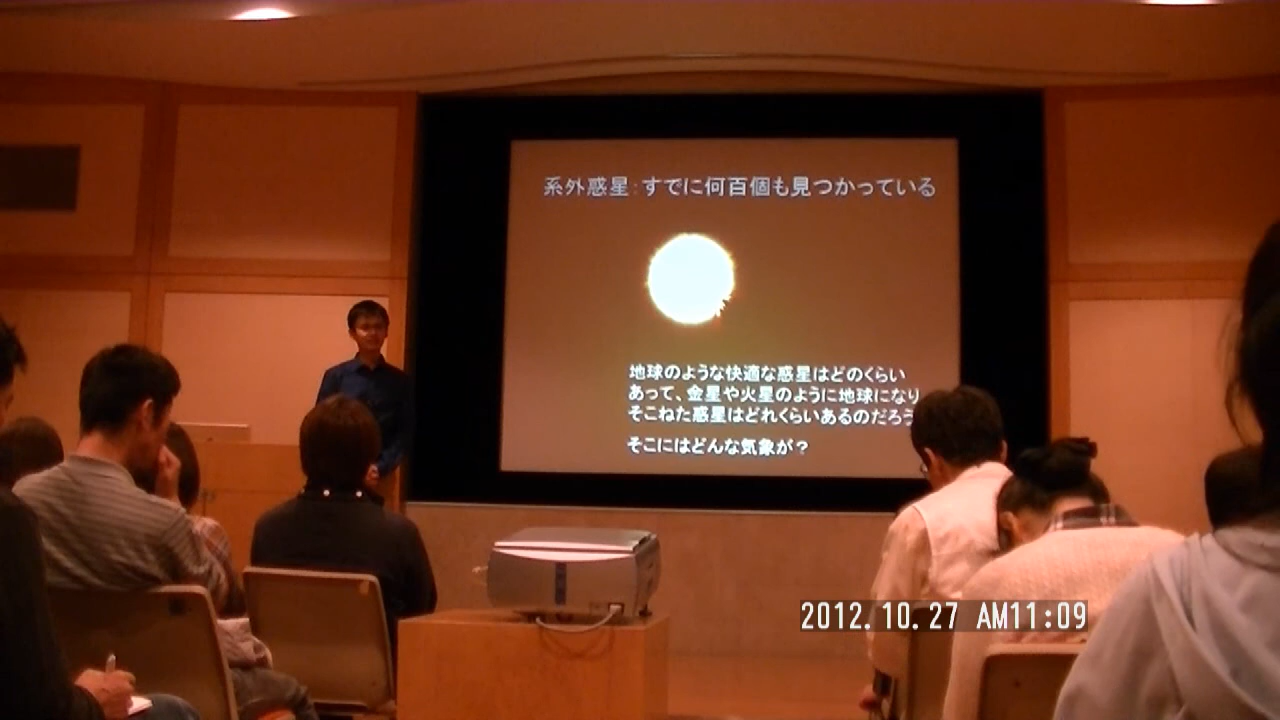 系外惑星:すでに何百個も見つかっている
地球のような快適な惑星はどのくらい
あって、金星や火星のように地球になり
そこねた惑星はどれくらいあるのだろう
そこにはどんな気象が？
2012.10.27 AM11:09